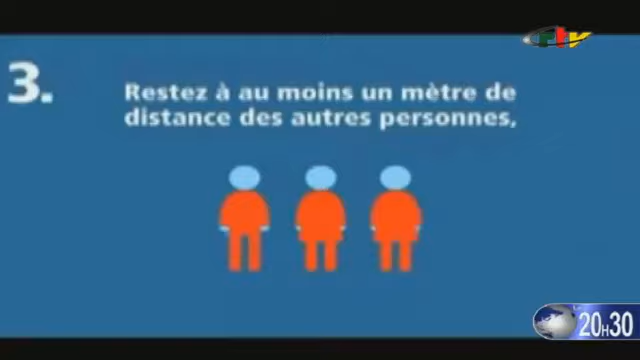 3.
Restez à au moins un mètre de
distance des autres personnes,
20H30